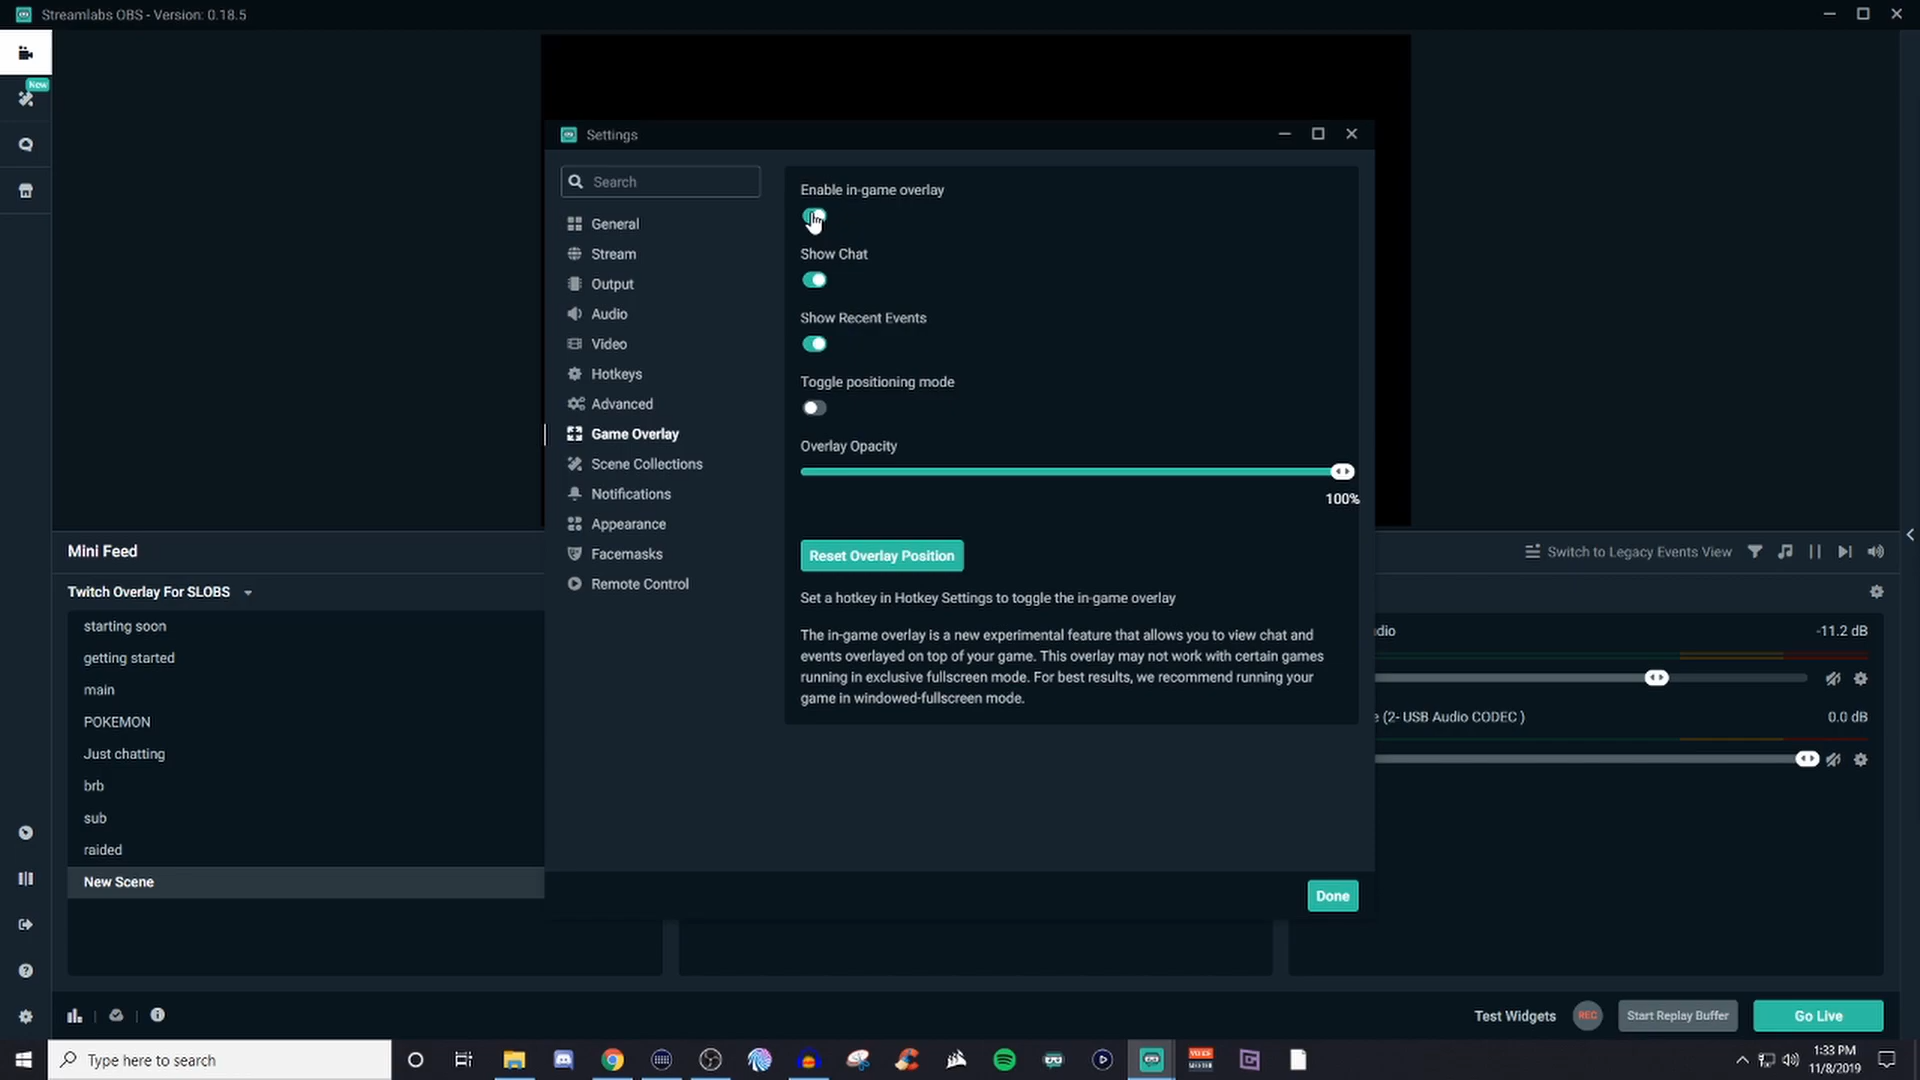 Streamlabs OBS - Version: 0.18.5
New
Settings
Search
General
Stream
Output
Audio
Video
Hotkeys
Advanced
Game Overlay
Scene Collections
Notifications
Appearance
Facemasks
Remote Control
Enable in-game overlay
Show Chat
Show Recent Events
Toggle positioning mode
Overlay Opacity
100%
Reset Overlay Position
Set a hotkey in Hotkey Settings to toggle the in-game overlay
The in-game overlay is a new experimental feature that allows you to view chat and
events overlayed on top of your game. This overlay may not work with certain games
running in exclusive fullscreen mode. For best results, we recommend running your
game in windowed-fullscreen mode.
Done
Mini Feed
Switch to Legacy Events View
Twitch Overlay For SLOBS
starting soon
getting started
main
POKEMON
Just chatting
brb
sub
raided
New Scene
dio
-11.2 dB
e (2- USB Audio CODEC )
0.0 dB
Test Widgets
REC
Start Replay Buffer
Go Live
Type here to search
1:33 PM
11/8/2019